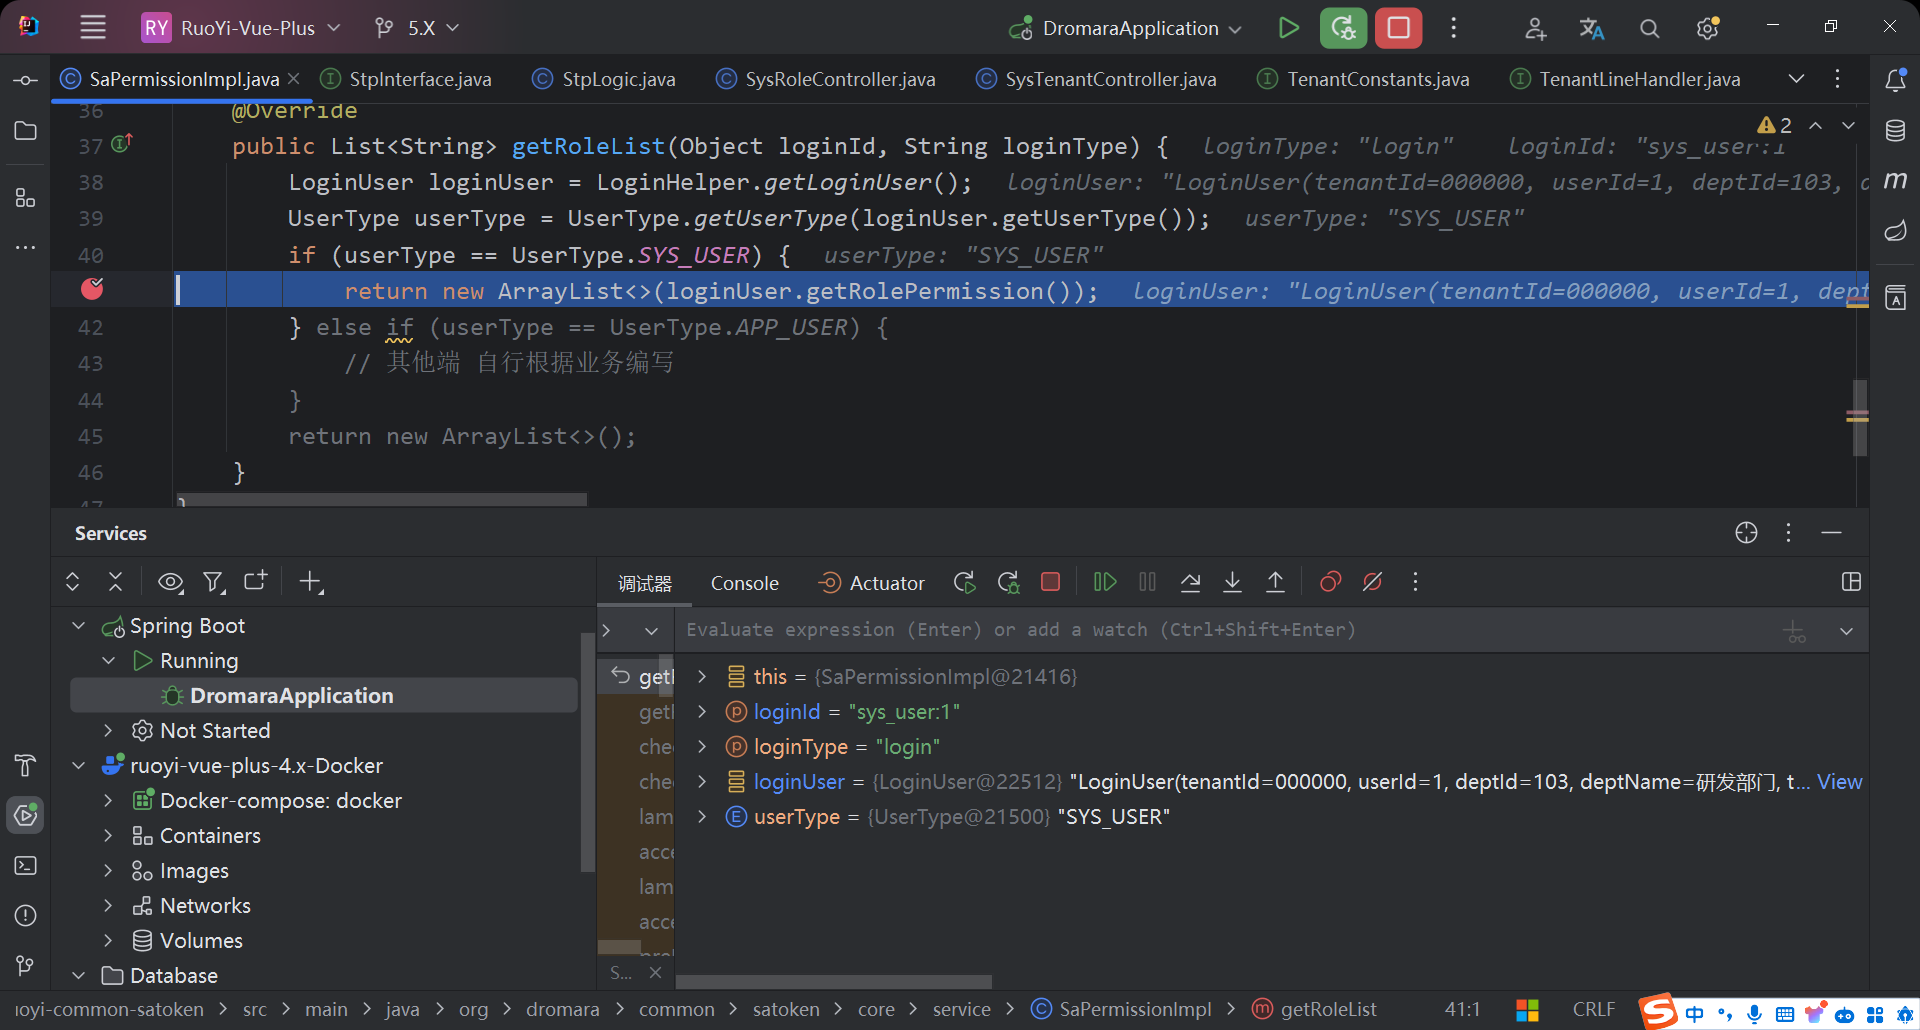 RY RuoYi-Vue-Plus 5.X DromaraApplication
SaPermissionImpl.java StpInterface.java StpLogic.java SysRoleController.java SysTenantController.java TenantConstants.java TenantLineHandler.java
36 @Override
37 public List<String> getRoleList(Object loginId, String loginType) { loginType: "login" loginId: "sys_user:1
38 LoginUser loginUser = LoginHelper.getLoginUser(); loginUser: "LoginUser(tenantId=000000, userId=1, deptId=103, d
39 UserType userType = UserType.getUserType(loginUser.getUserType()); userType: "SYS_USER"
40 if (userType == UserType.SYS_USER) { userType: "SYS_USER"
return new ArrayList<>(loginUser.getRolePermission()); loginUser: "LoginUser(tenantId=000000, userId=1, dept
42 } else if (userType == UserType.APP_USER) {
43 // 其他端 自行根据业务编写
44 }
45 return new ArrayList<>();
46 }
47 }
2
Services
调试器 Console Actuator
Evaluate expression (Enter) or add a watch (Ctrl+Shift+Enter)
Spring Boot
Running
DromaraApplication
Not Started
ruoyi-vue-plus-4.x-Docker
Docker-compose: docker
Containers
Images
Networks
Volumes
Database
getl
getl
che
che
lam
acce
lam
acce
S...
this = {SaPermissionImpl@21416}
loginId = "sys_user:1"
loginType = "login"
loginUser = {LoginUser@22512} "LoginUser(tenantId=000000, userId=1, deptId=103, deptName=研发部门, t... View
userType = {UserType@21500} "SYS_USER"
uoyi-common-satoken > src > main > java > org > dromara > common > satoken > core > service > SaPermissionImpl > getRoleList 41:1 CRLF 中